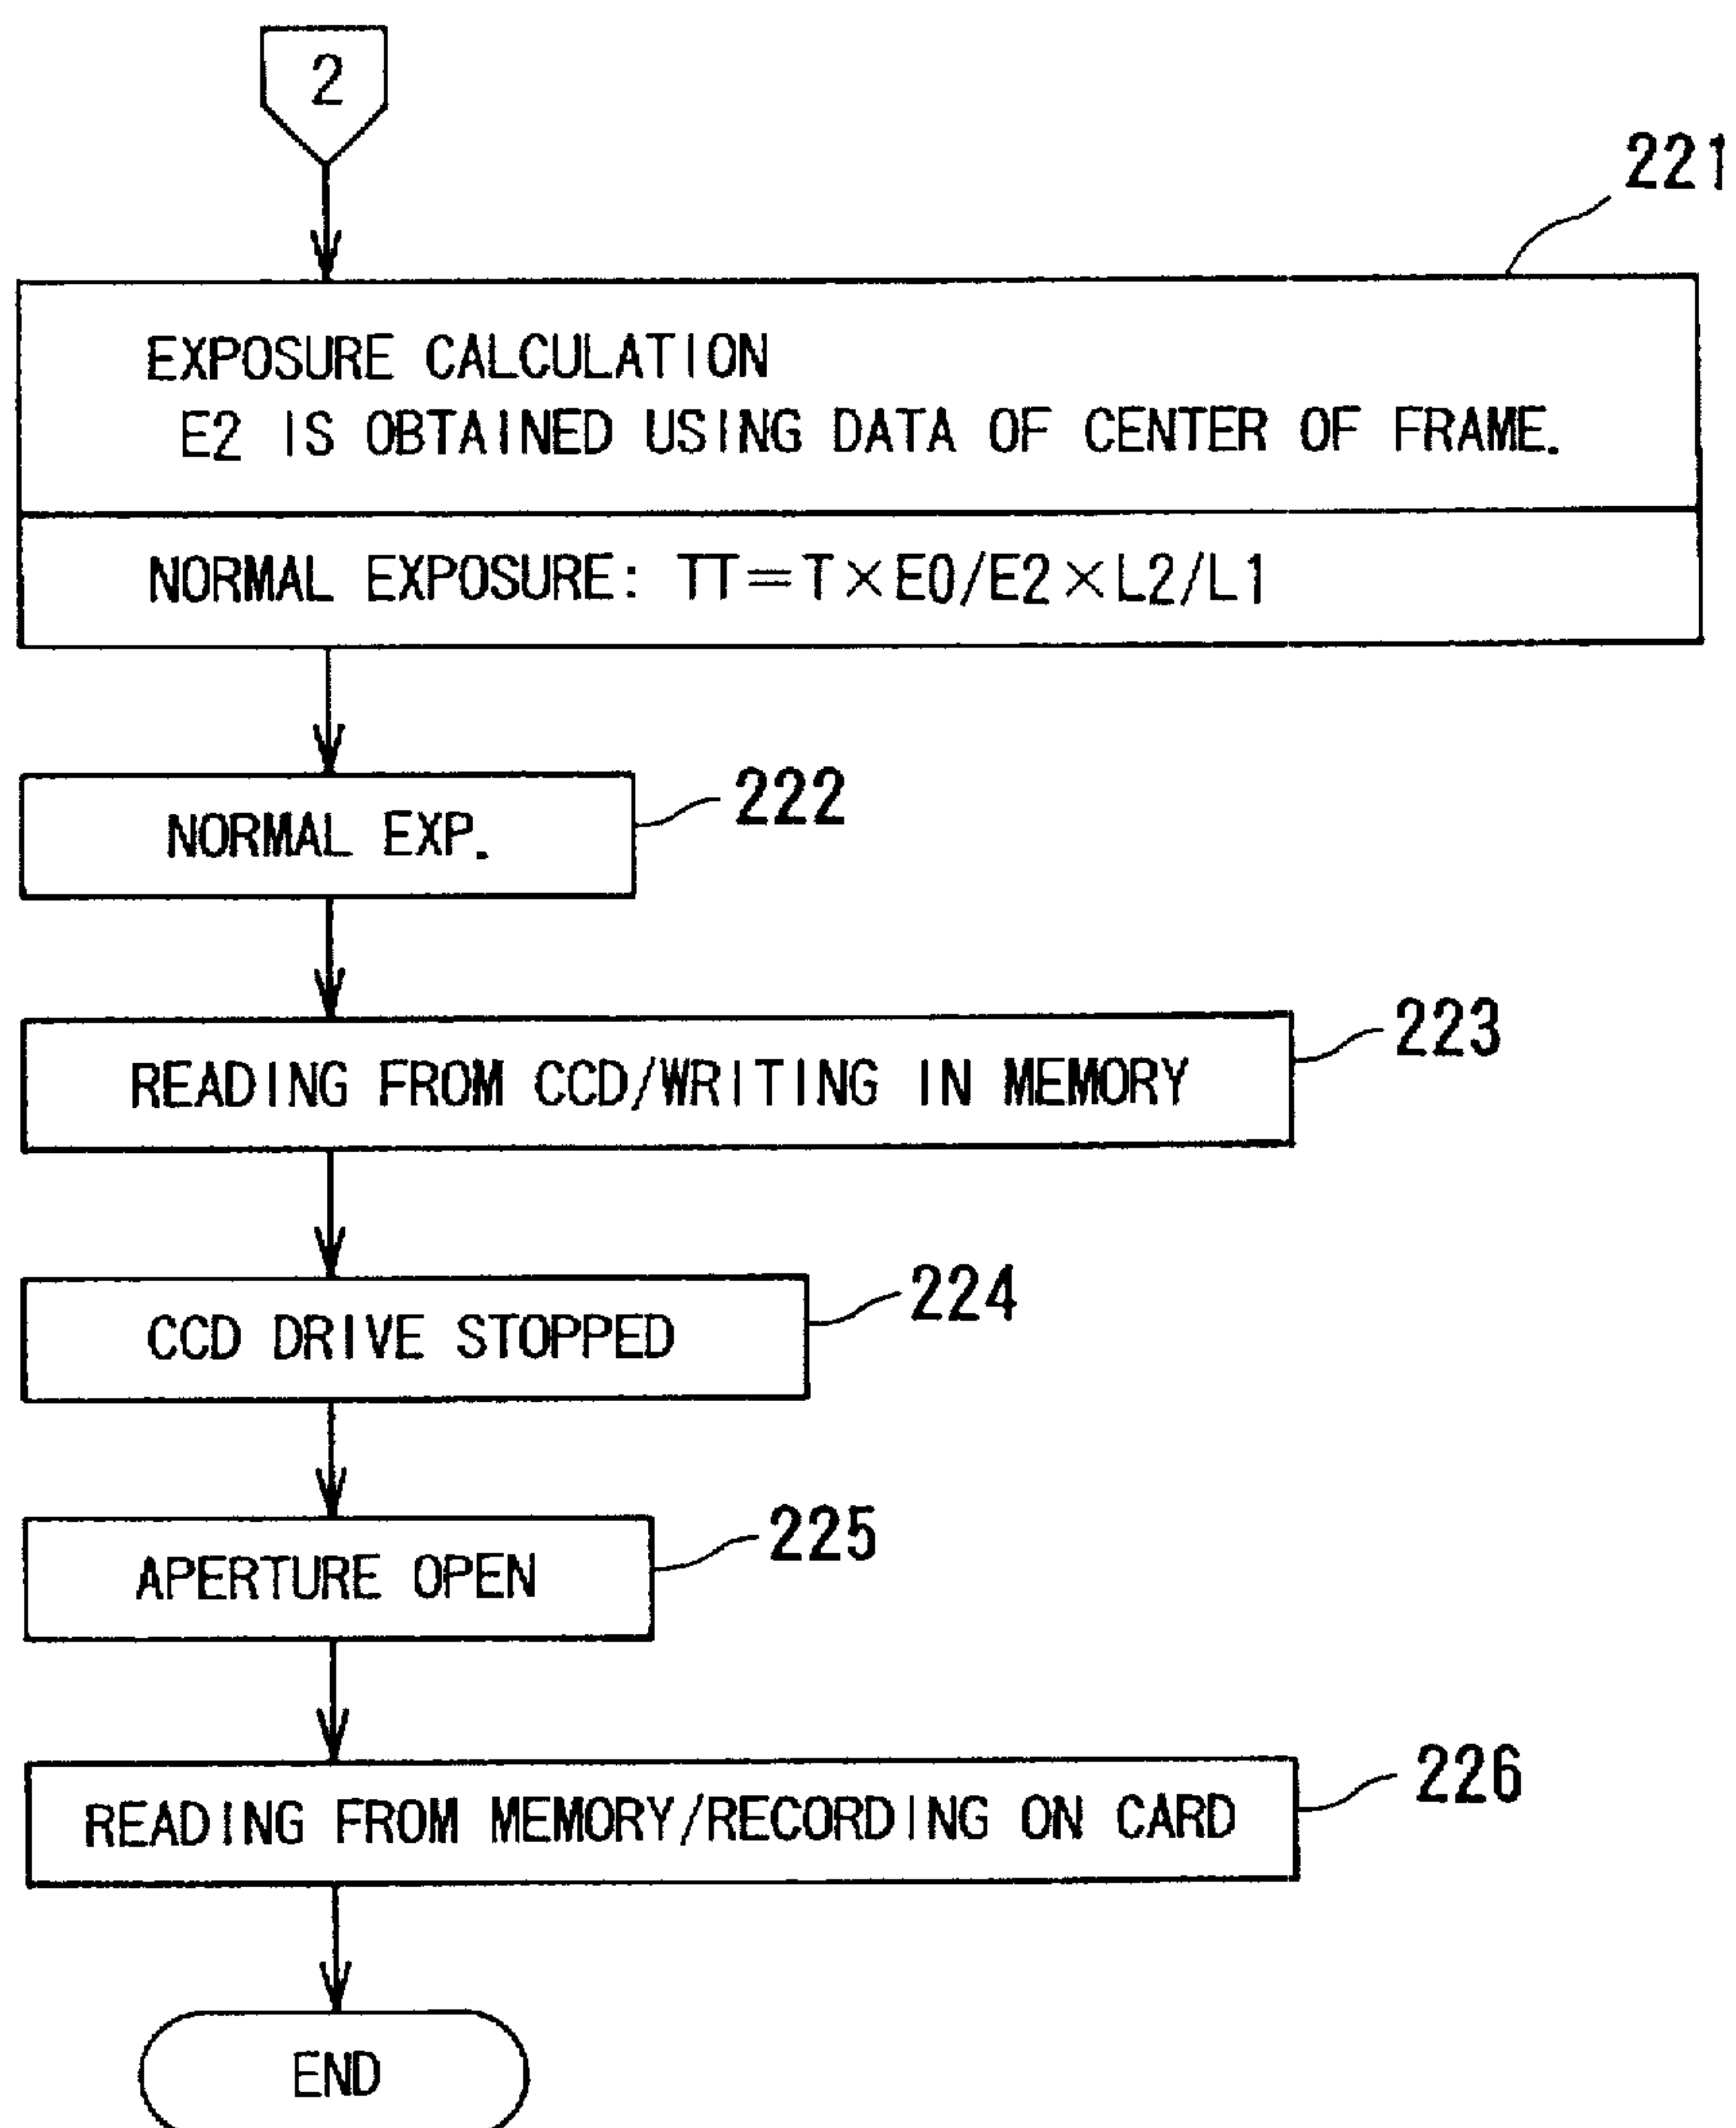 2
221
EXPOSURE CALCULATION
E2 IS OBTAINED USING DATA OF CENTER OF FRAME.
NORMAL EXPOSURE: TT=T×E0/E2×L2/L1
NORMAL EXP.
222
READING FROM CCD/WRITING IN MEMORY
223
CCD DRIVE STOPPED
224
APERTURE OPEN
225
READING FROM MEMORY/RECORDING ON CARD
226
END